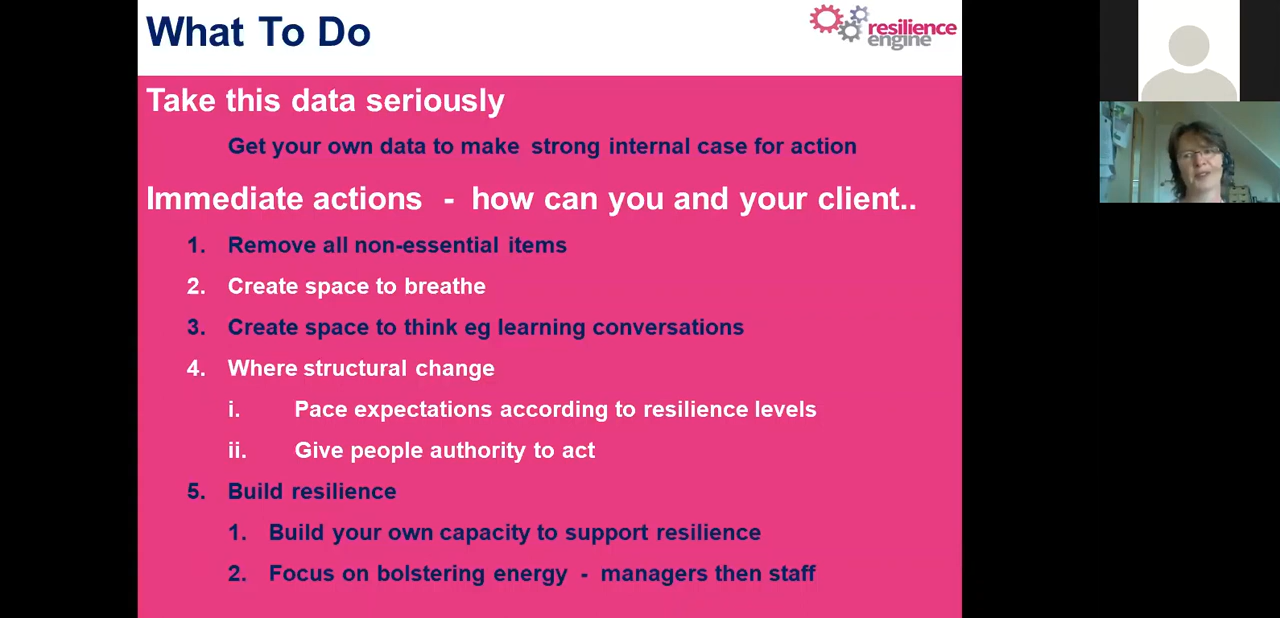 What To Do
resilience
engine
Take this data seriously
Get your own data to make strong internal case for action
Immediate actions - how can you and your client..
1. Remove all non-essential items
2. Create space to breathe
3. Create space to think eg learning conversations
4. Where structural change
i. Pace expectations according to resilience levels
ii. Give people authority to act
5. Build resilience
1. Build your own capacity to support resilience
2. Focus on bolstering energy - managers then staff